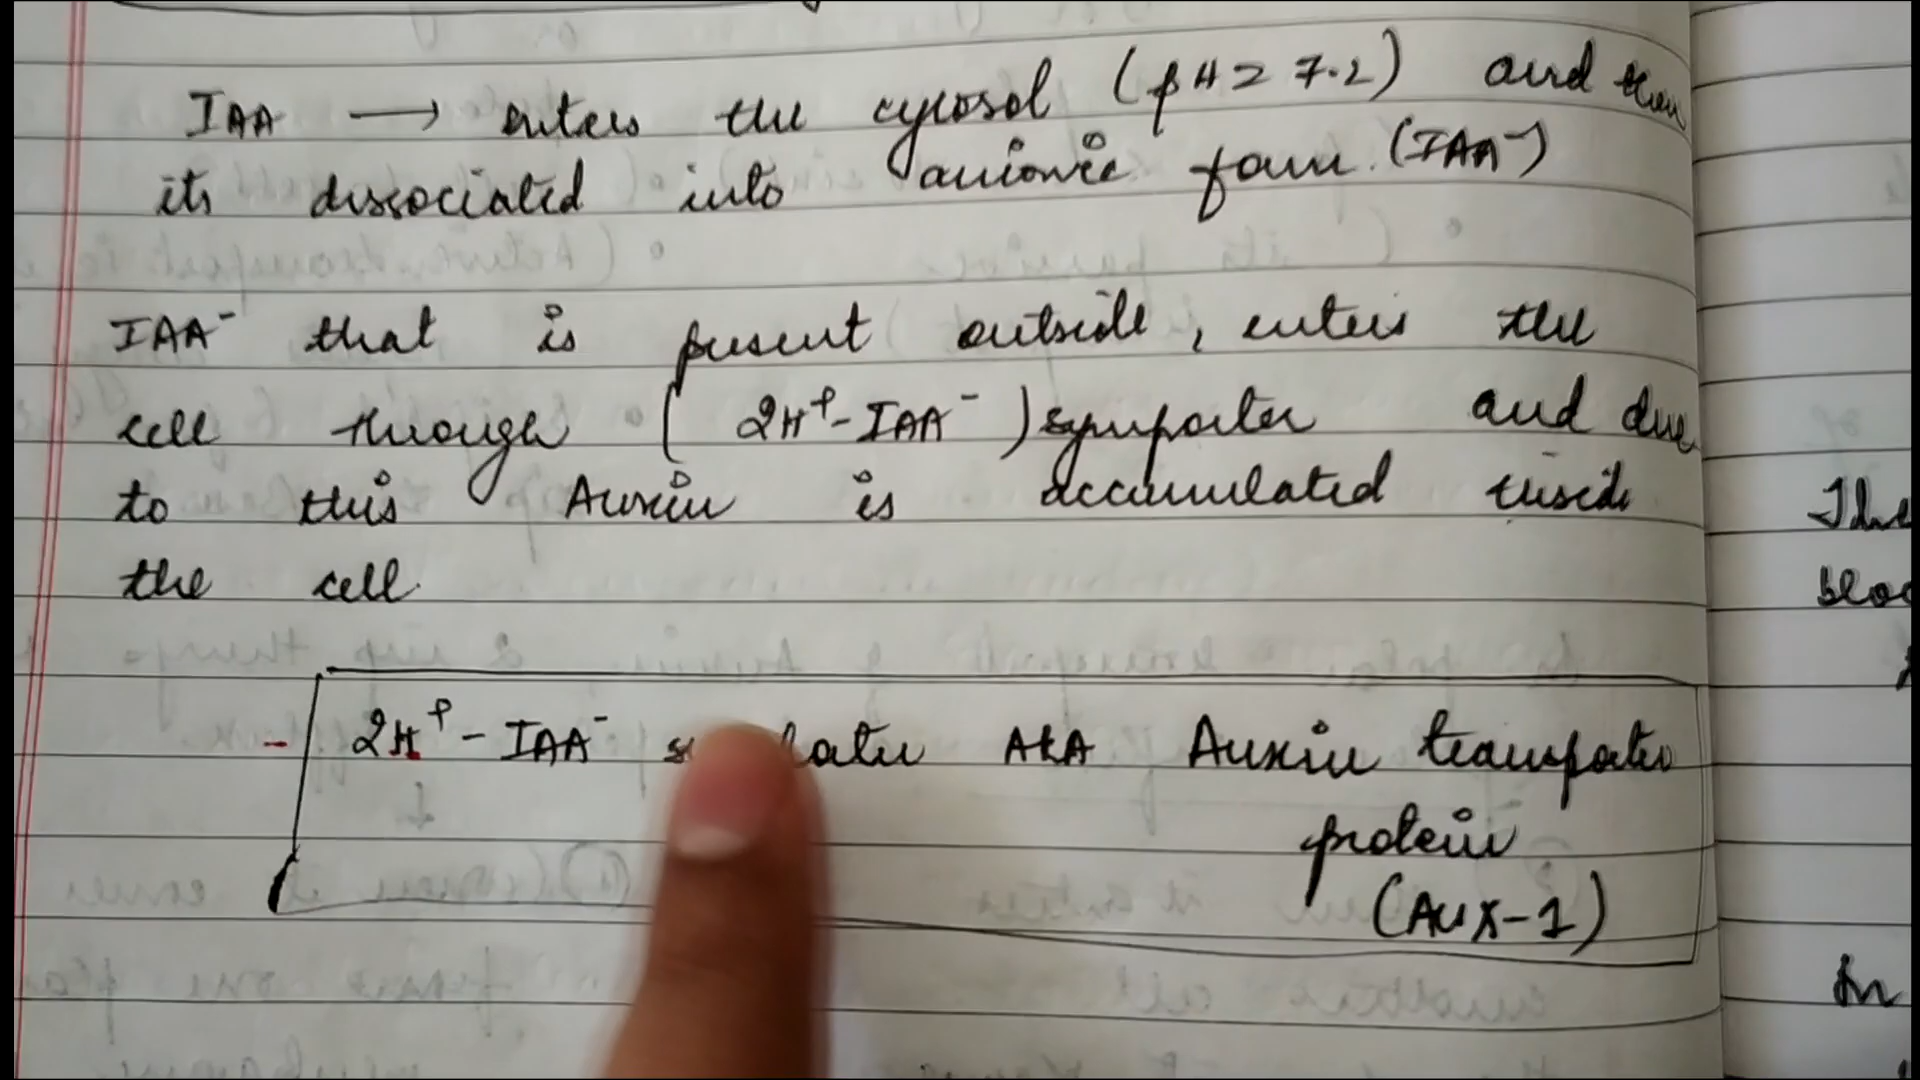 IAA → enters the cytosol (pH = 7.2) and then
its dissociated into anionic form (IAA⁻)
IAA⁻ that is present outside, enters the
cell through (2H⁺-IAA⁻) symporter and due
to this Auxin is accumulated inside
the cell.
- 2H⁺-IAA⁻ AKA Auxin transporter
protein
(AUX-1)
The
In